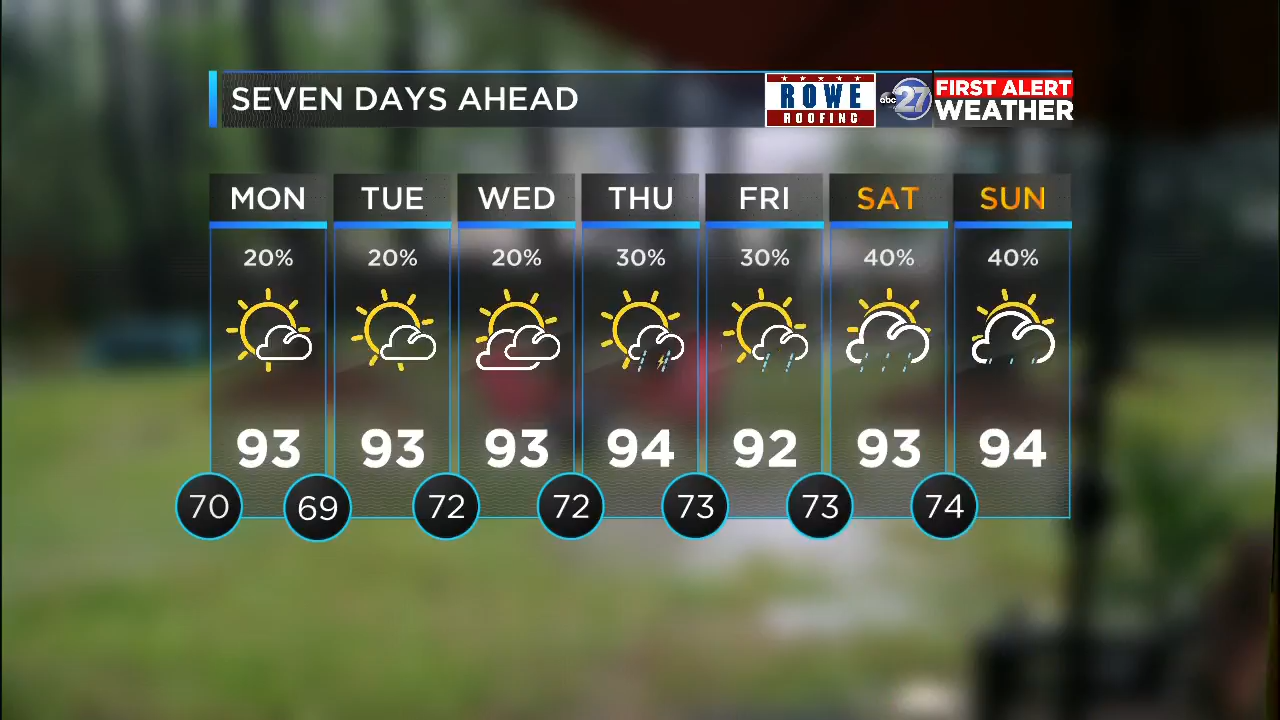 SEVEN DAYS AHEAD
ROWE
ROOFING
abc 27
FIRST ALERT
WEATHER
MON TUE WED THU FRI SAT SUN
20% 20% 20% 30% 30% 40% 40%
93 93 93 94 92 93 94
70 69 72 72 73 73 74